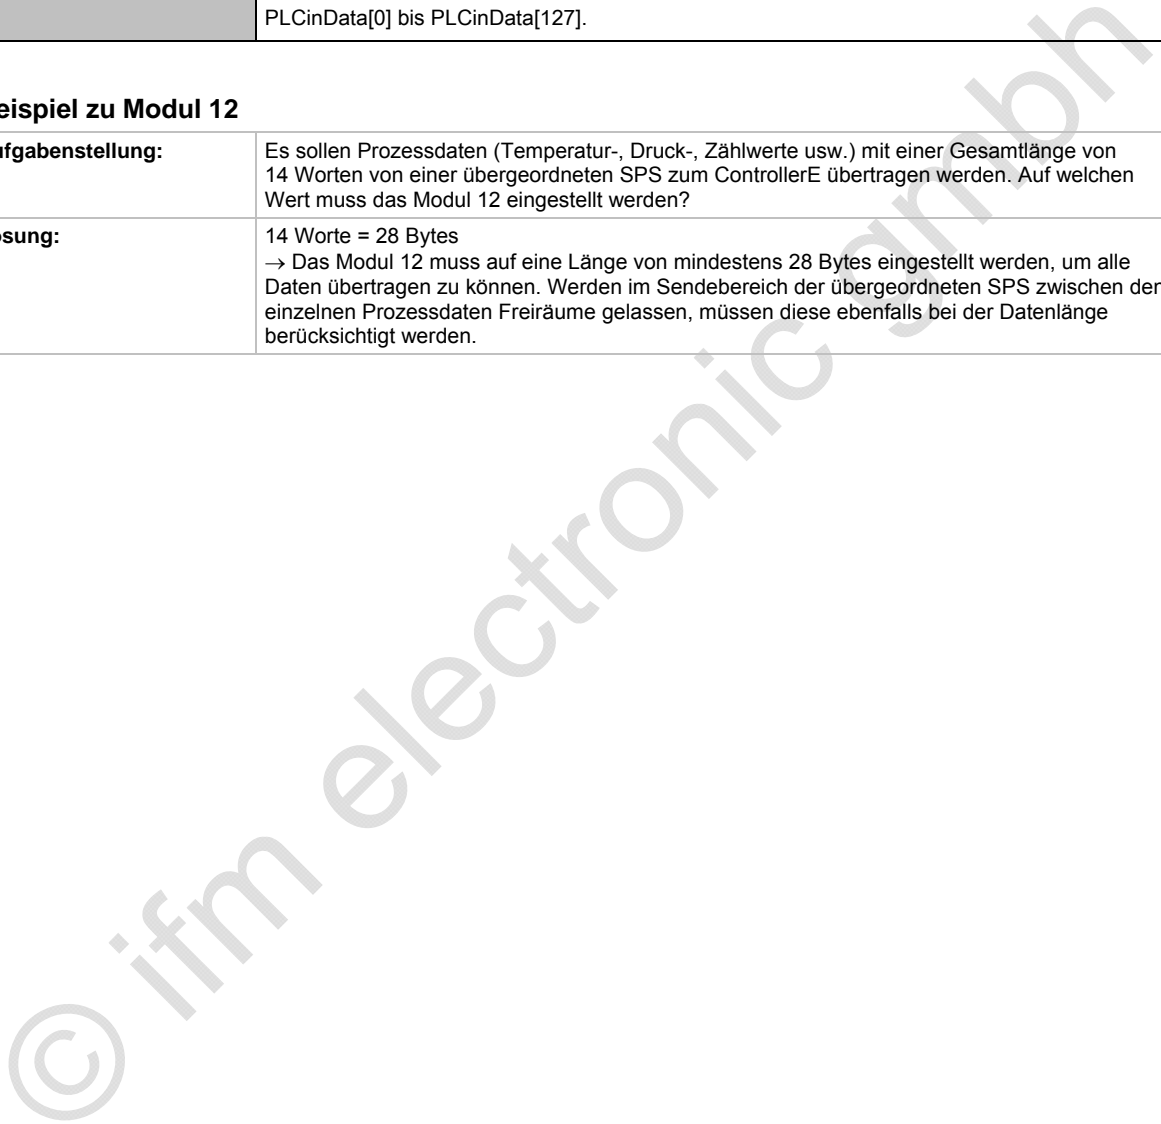 PLCinData[0] bis PLCinData[127].
eispiel zu Modul 12
ufgabenstellung:
Es sollen Prozessdaten (Temperatur-, Druck-, Zählwerte usw.) mit einer Gesamtlänge von
14 Worten von einer übergeordneten SPS zum ControllerE übertragen werden. Auf welchen
Wert muss das Modul 12 eingestellt werden?
sung:
14 Worte = 28 Bytes
→ Das Modul 12 muss auf eine Länge von mindestens 28 Bytes eingestellt werden, um alle
Daten übertragen zu können. Werden im Sendebereich der übergeordneten SPS zwischen den
einzelnen Prozessdaten Freiräume gelassen, müssen diese ebenfalls bei der Datenlänge
berücksichtigt werden.
© ifm electronic gmbh